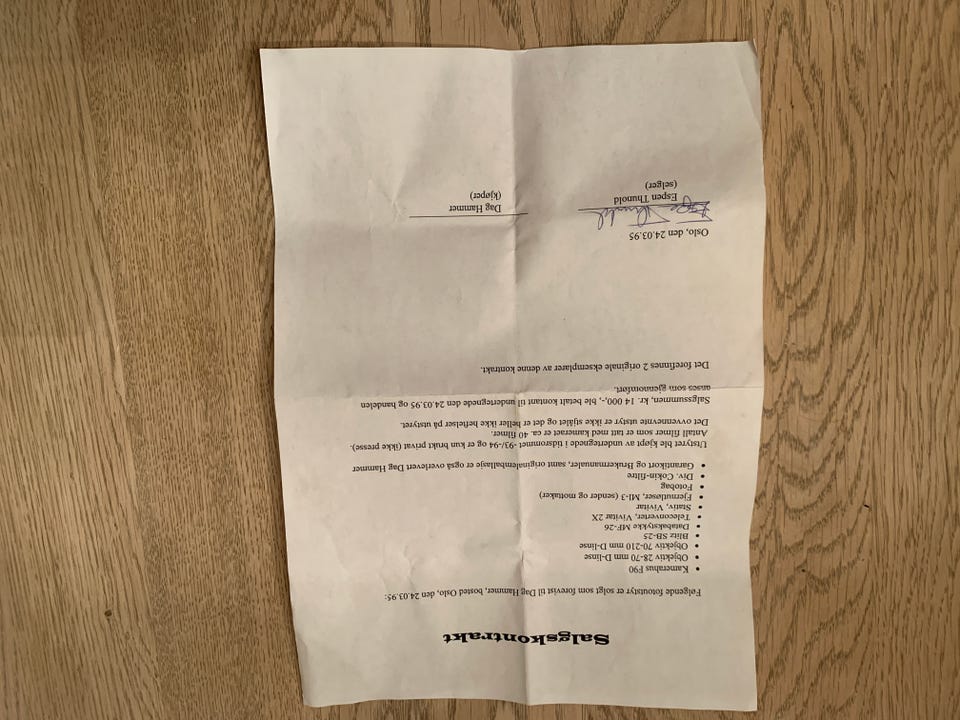 Salgskontrakt
Følgende fotoutstyr er solgt som forevist til Dag Hammer, bosted Oslo, den 24.03.95:
• Kamerahus F90
• Objektiv 28-70 mm D-linse
• Objektiv 70-210 mm D-linse
• Blitz SB-25
• Databakstykke MF-26
• Teleconverter, Vivitar 2X
• Stativ, Vivitar
• Fjernutløser, Ml-3 (sender og mottaker)
• Fotobag
• Div. Cokin-filtre
• Garantikort og Brukermanualer, samt originalemballasje er også overlevert Dag Hammer
Utstyret ble kjøpt av undertegnede i tidsrommet -93/-94 og er kun brukt privat (ikke presse).
Antall filmer som er tatt med kameraet er ca. 40 filmer.
Det ovvennevnte utstyr er ikke stjålet og det er heller ikke heftelser på utstyret.
Salgssummen, kr. 14 000,-, ble betalt kontant til undertegnede den 24.03.95 og handelen
anses som gjennomført.
Det forefinnes 2 originale eksemplarer av denne kontrakt.
Oslo, den 24.03.95
Espen Thunold
Espen Thunold
(selger)
Dag Hammer
(kjøper)